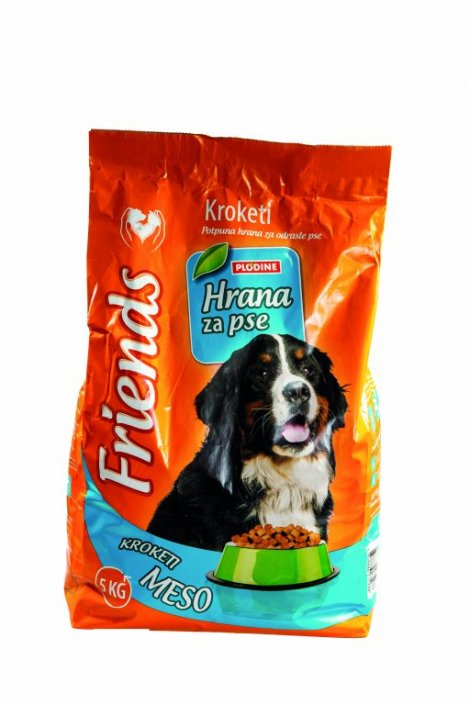 Kroketi
Potpuna hrana za odrasle pse
PLODINE
Hrana
za pse
Friends
KROKETI
MESO
5 KG